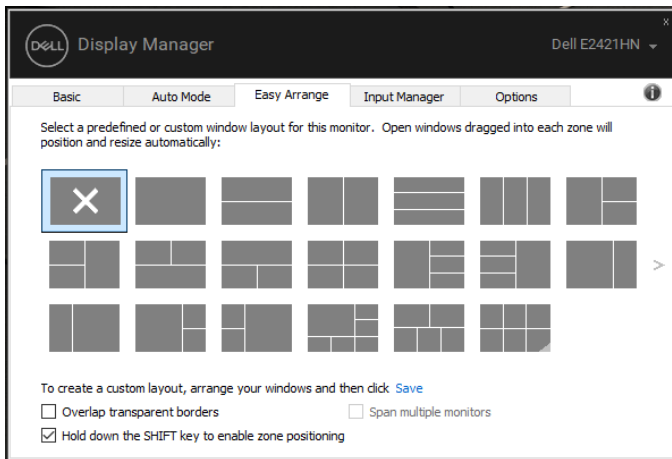 x
DELL Display Manager
Dell E2421HN
Basic
Auto Mode
Easy Arrange
Input Manager
Options
i
Select a predefined or custom window layout for this monitor. Open windows dragged into each zone will
position and resize automatically:
X
>
To create a custom layout, arrange your windows and then click Save
Overlap transparent borders
Span multiple monitors
Hold down the SHIFT key to enable zone positioning